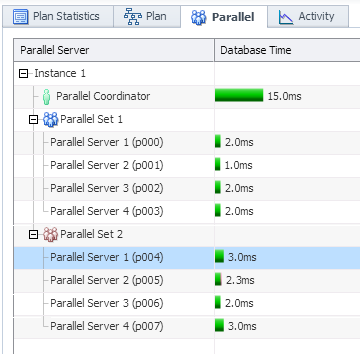 Plan Statistics Plan Parallel Activity
Parallel Server Database Time
Instance 1
Parallel Coordinator 15.0ms
Parallel Set 1
Parallel Server 1 (p000) 2.0ms
Parallel Server 2 (p001) 1.0ms
Parallel Server 3 (p002) 2.0ms
Parallel Server 4 (p003) 2.0ms
Parallel Set 2
Parallel Server 1 (p004) 3.0ms
Parallel Server 2 (p005) 2.3ms
Parallel Server 3 (p006) 2.0ms
Parallel Server 4 (p007) 3.0ms